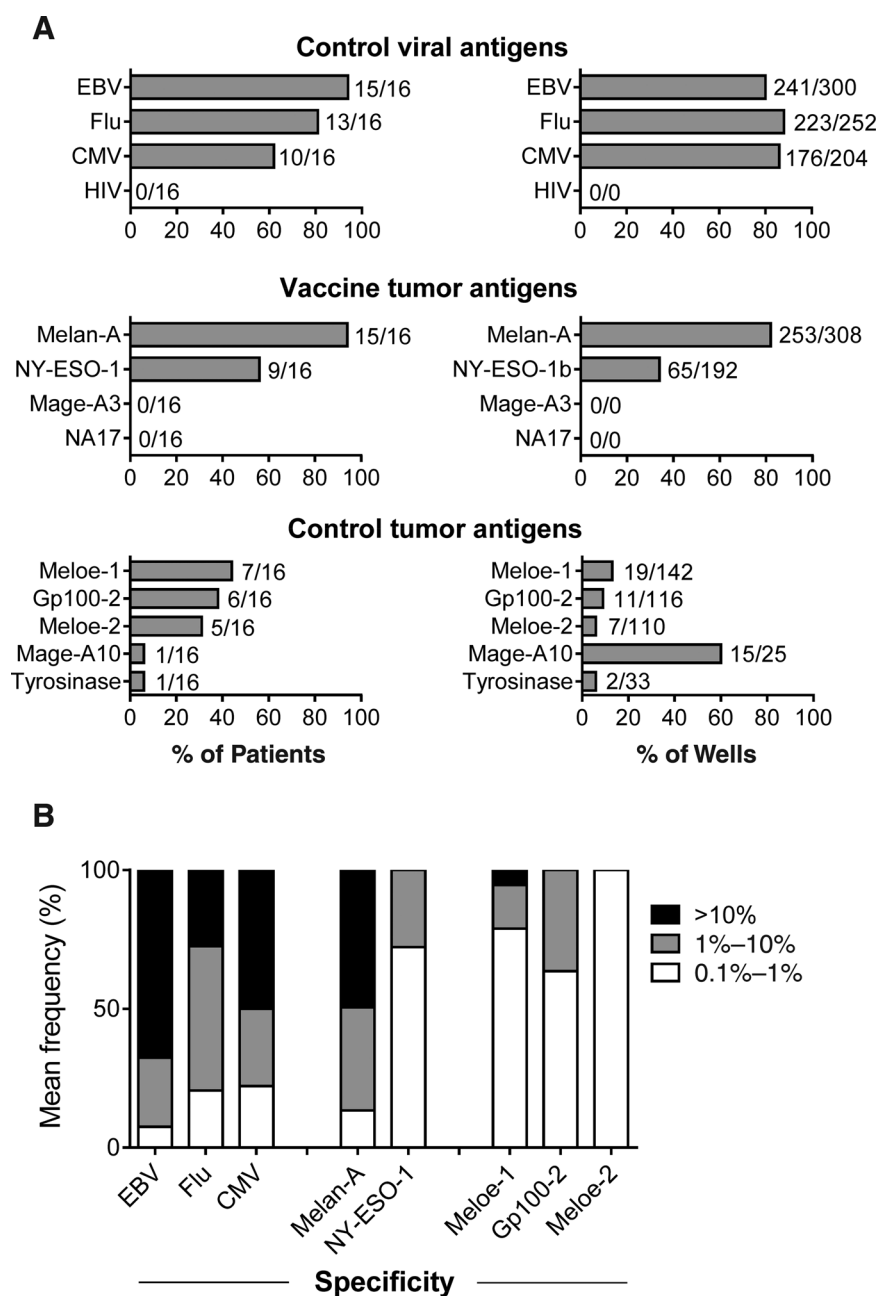 A
Control viral antigens
EBV 15/16
Flu 13/16
CMV 10/16
HIV 0/16
0 20 40 60 80 100
EBV 241/300
Flu 223/252
CMV 176/204
HIV 0/0
0 20 40 60 80 100
Vaccine tumor antigens
Melan-A 15/16
NY-ESO-1 9/16
Mage-A3 0/16
NA17 0/16
0 20 40 60 80 100
Melan-A 253/308
NY-ESO-1b 65/192
Mage-A3 0/0
NA17 0/0
0 20 40 60 80 100
Control tumor antigens
Meloe-1 7/16
Gp100-2 6/16
Meloe-2 5/16
Mage-A10 1/16
Tyrosinase 1/16
0 20 40 60 80 100
% of Patients
Meloe-1 19/142
Gp100-2 11/116
Meloe-2 7/110
Mage-A10 15/25
Tyrosinase 2/33
0 20 40 60 80 100
% of Wells
B
Mean frequency (%)
100
50
0
EBV
Flu
CMV
Melan-A
NY-ESO-1
Meloe-1
Gp100-2
Meloe-2
Specificity
>10%
1%–10%
0.1%–1%